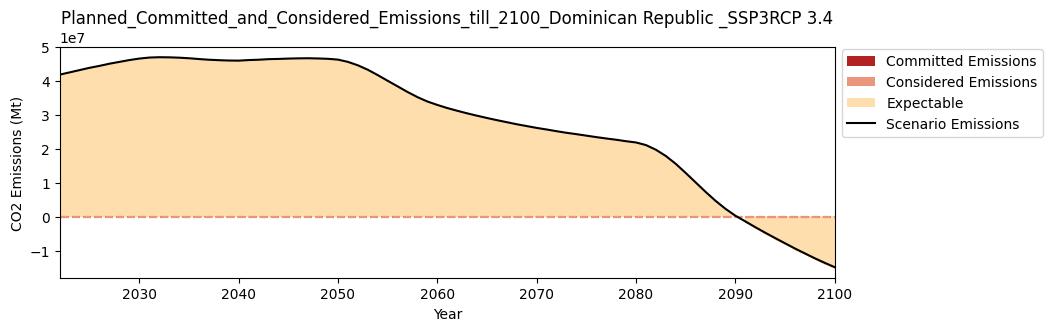 Planned_Committed_and_Considered_Emissions_till_2100_Dominican Republic _SSP3RCP 3.4
1e7
5
4
3
2
1
0
−1
CO2 Emissions (Mt)
2030 2040 2050 2060 2070 2080 2090 2100
Year
Committed Emissions
Considered Emissions
Expectable
Scenario Emissions